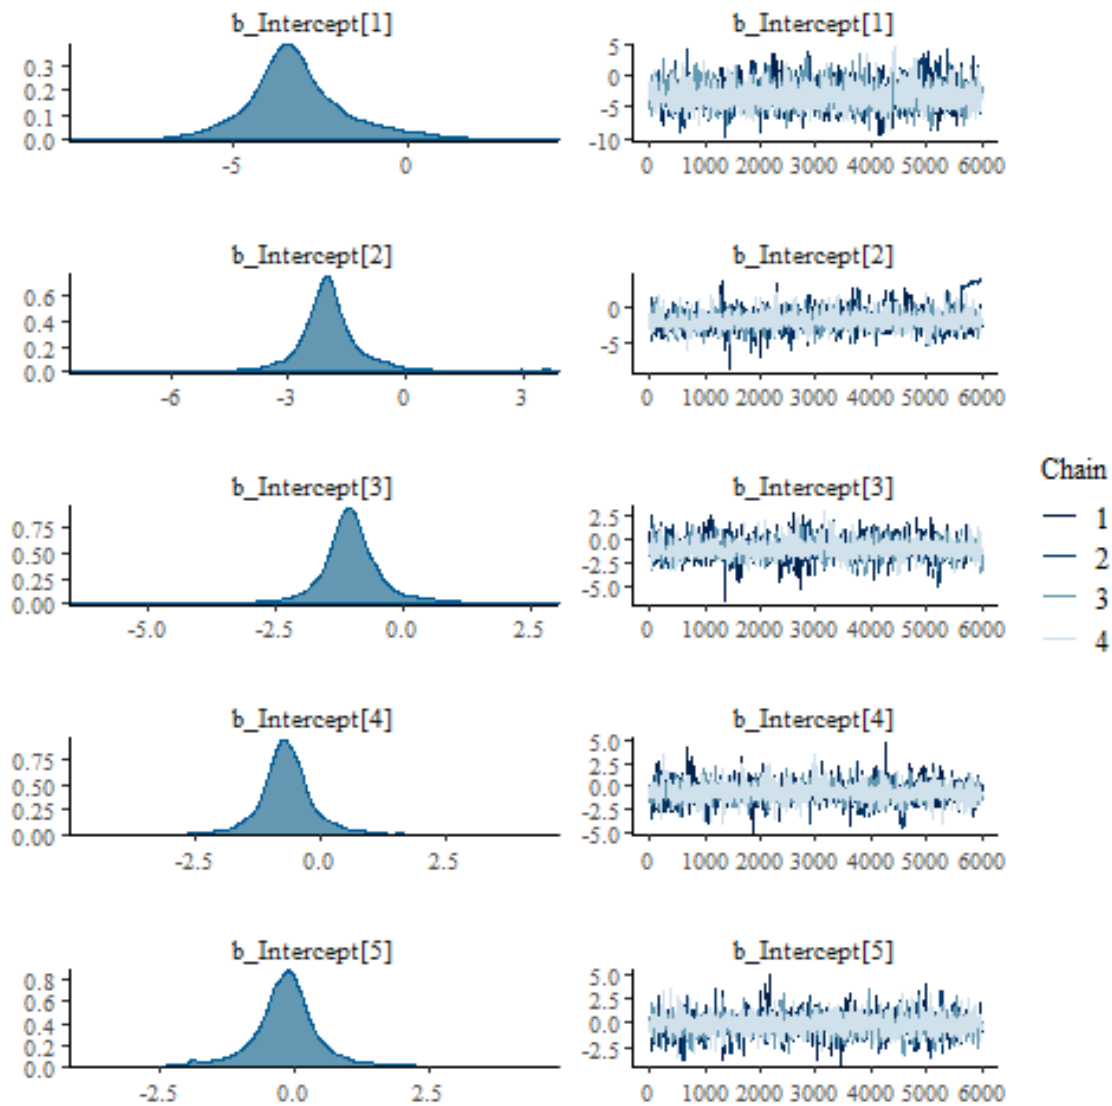 b_Intercept[1] b_Intercept[1]
0.3 5
0.2 0
0.1 -5
0.0 -10
-5 0 0 1000 2000 3000 4000 5000 6000
b_Intercept[2] b_Intercept[2]
0.6 0
0.4
0.2 -5
0.0
-6 -3 0 3 0 1000 2000 3000 4000 5000 6000
b_Intercept[3] b_Intercept[3]
0.75 2.5
0.50 0.0
0.25 -2.5
0.00 -5.0
-5.0 -2.5 0.0 2.5 0 1000 2000 3000 4000 5000 6000
b_Intercept[4] b_Intercept[4]
0.75 5.0
0.50 2.5
0.25 0.0
0.00 -2.5
-5.0
-2.5 0.0 2.5 0 1000 2000 3000 4000 5000 6000
b_Intercept[5] b_Intercept[5]
0.8 5.0
0.6 2.5
0.4 0.0
0.2 -2.5
0.0
-2.5 0.0 2.5 0 1000 2000 3000 4000 5000 6000
Chain
1
2
3
4